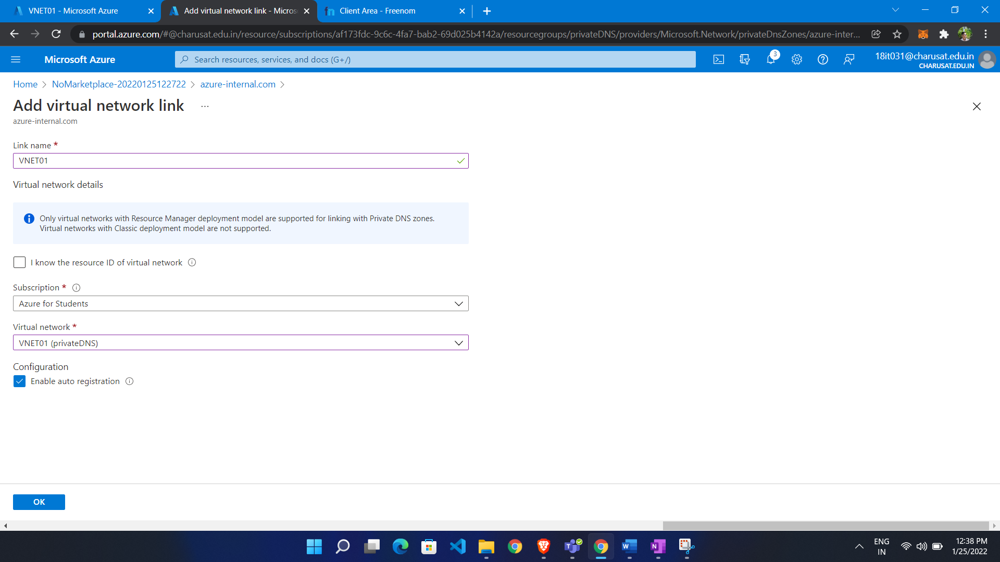 VNET01 - Microsoft Azure
Add virtual network link - Micros
Client Area - Freenom
portal.azure.com/#@charusat.edu.in/resource/subscriptions/af173fdc-9c6c-4fa7-bab2-69d025b4142a/resourcegroups/privateDNS/providers/Microsoft.Network/privateDnsZones/azure-inter...
Microsoft Azure
Search resources, services, and docs (G+/)
3
18it031@charusat.edu.in
CHARUSAT.EDU.IN
Home > NoMarketplace-20220125122722 > azure-internal.com >
Add virtual network link ...
azure-internal.com
Link name *
VNET01
Virtual network details
Only virtual networks with Resource Manager deployment model are supported for linking with Private DNS zones.
Virtual networks with Classic deployment model are not supported.
I know the resource ID of virtual network
Subscription *
Azure for Students
Virtual network *
VNET01 (privateDNS)
Configuration
Enable auto registration
OK
ENG
IN
12:38 PM
1/25/2022